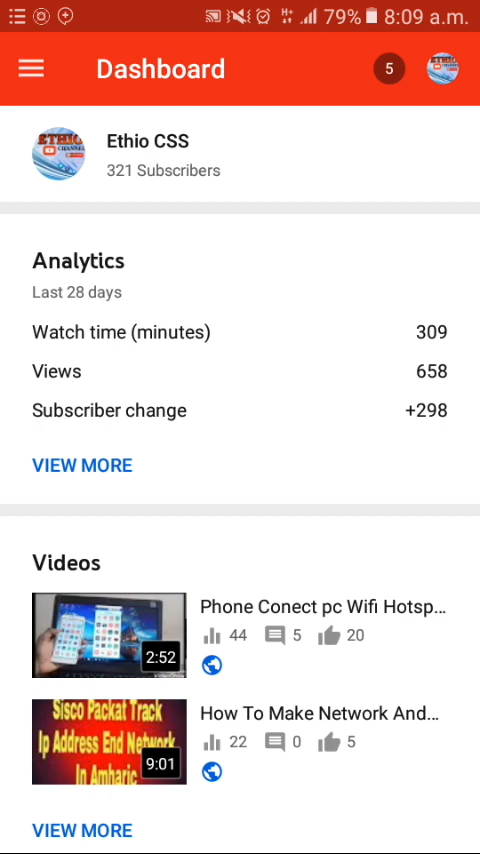 79% 8:09 a.m.
Dashboard
5
Ethio CSS
321 Subscribers
Analytics
Last 28 days
Watch time (minutes) 309
Views 658
Subscriber change +298
VIEW MORE
Videos
Phone Conect pc Wifi Hotsp...
44 5 20
2:52
Sisco Packat Track
Ip Address End Network
In Amharic
9:01
How To Make Network And...
22 0 5
VIEW MORE